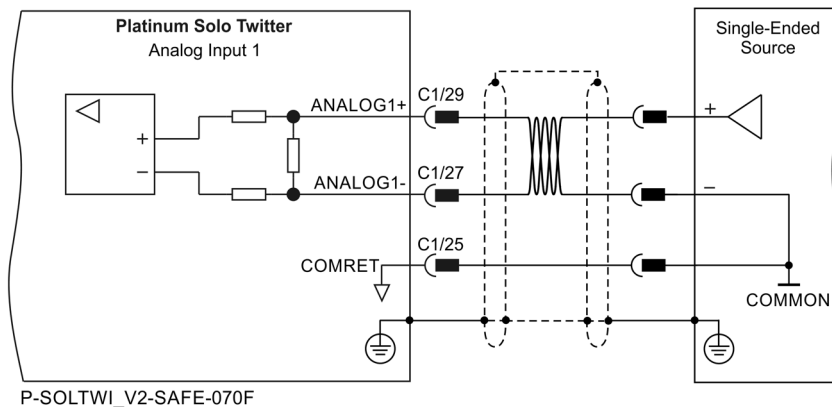 Platinum Solo Twitter
Analog Input 1
Single-Ended
Source
ANALOG1+
C1/29
+
+
−
ANALOG1-
C1/27
−
COMRET
C1/25
COMMON
P-SOLTWI_V2-SAFE-070F